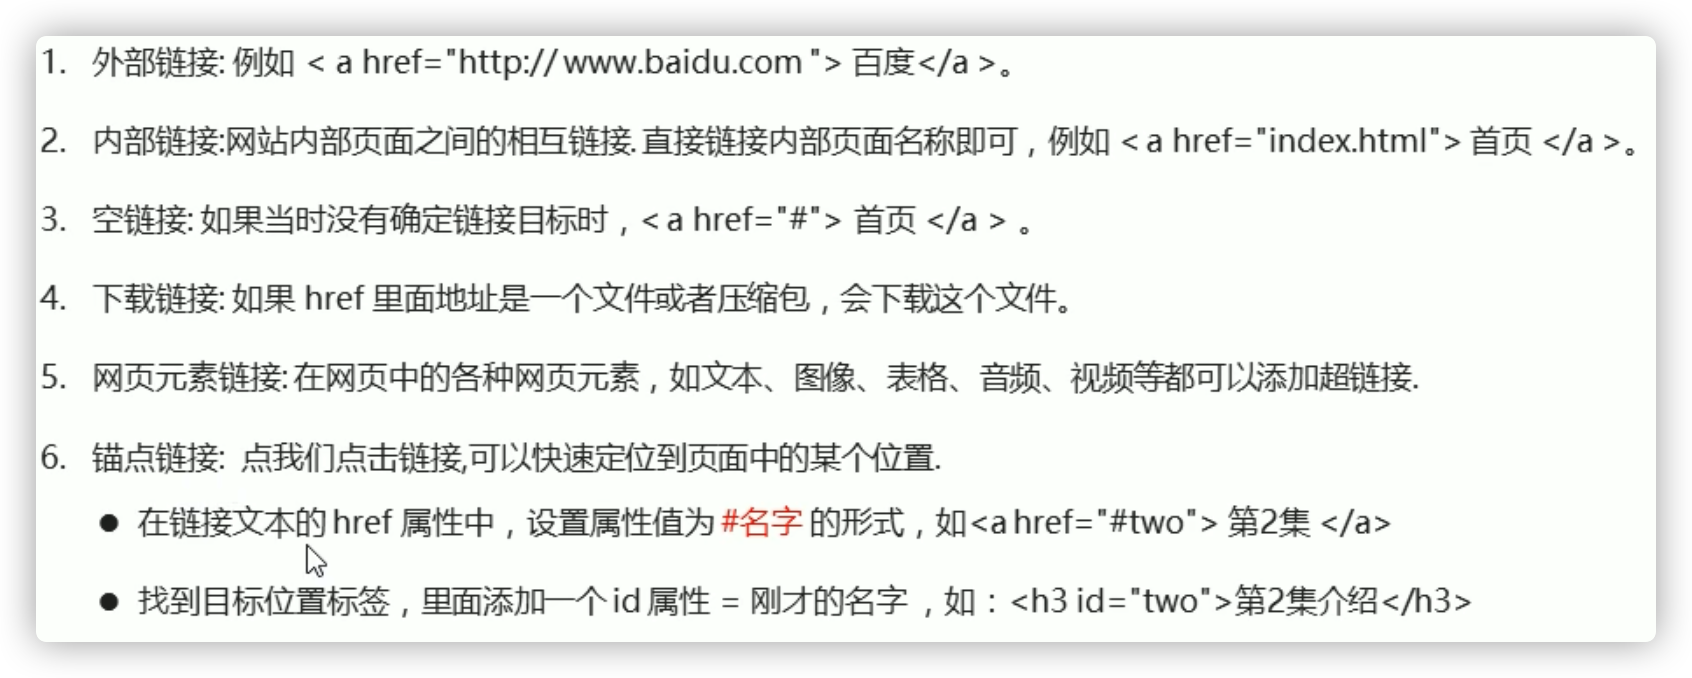 1. 外部链接: 例如 < a href="http:// www.baidu.com "> 百度</a >。
2. 内部链接:网站内部页面之间的相互链接. 直接链接内部页面名称即可，例如 < a href="index.html"> 首页 </a >。
3. 空链接: 如果当时没有确定链接目标时，< a href="#"> 首页 </a > 。
4. 下载链接: 如果 href 里面地址是一个文件或者压缩包，会下载这个文件。
5. 网页元素链接: 在网页中的各种网页元素，如文本、图像、表格、音频、视频等都可以添加超链接.
6. 锚点链接: 点我们点击链接,可以快速定位到页面中的某个位置.
● 在链接文本的 href 属性中，设置属性值为 #名字 的形式，如<a href="#two"> 第2集 </a>
● 找到目标位置标签，里面添加一个 id 属性 = 刚才的名字 ，如：<h3 id="two">第2集介绍</h3>